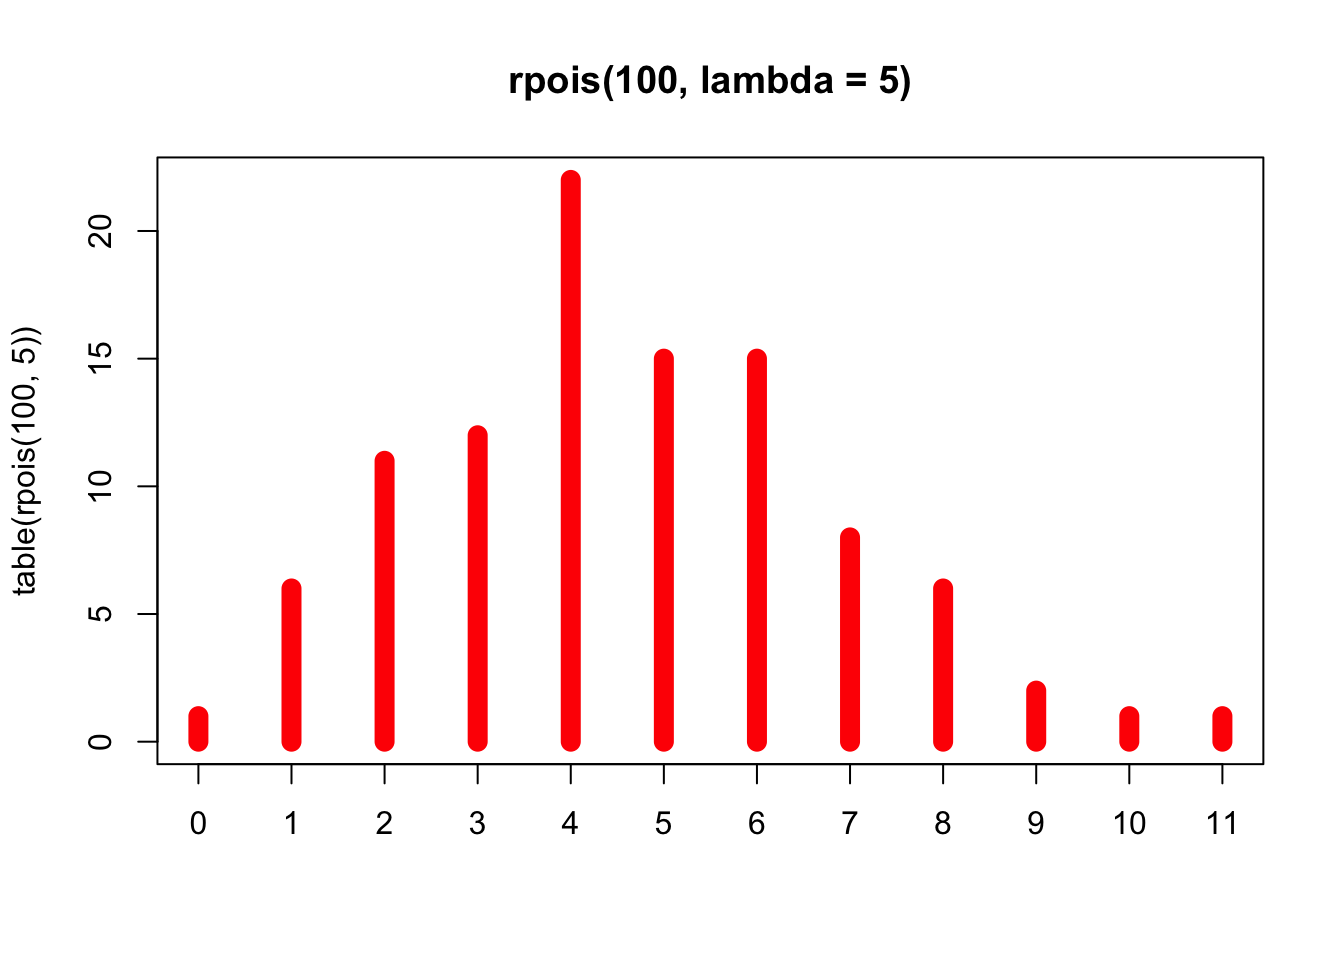 rpois(100, lambda = 5)
table(rpois(100, 5))
20
15
10
5
0
0 1 2 3 4 5 6 7 8 9 10 11